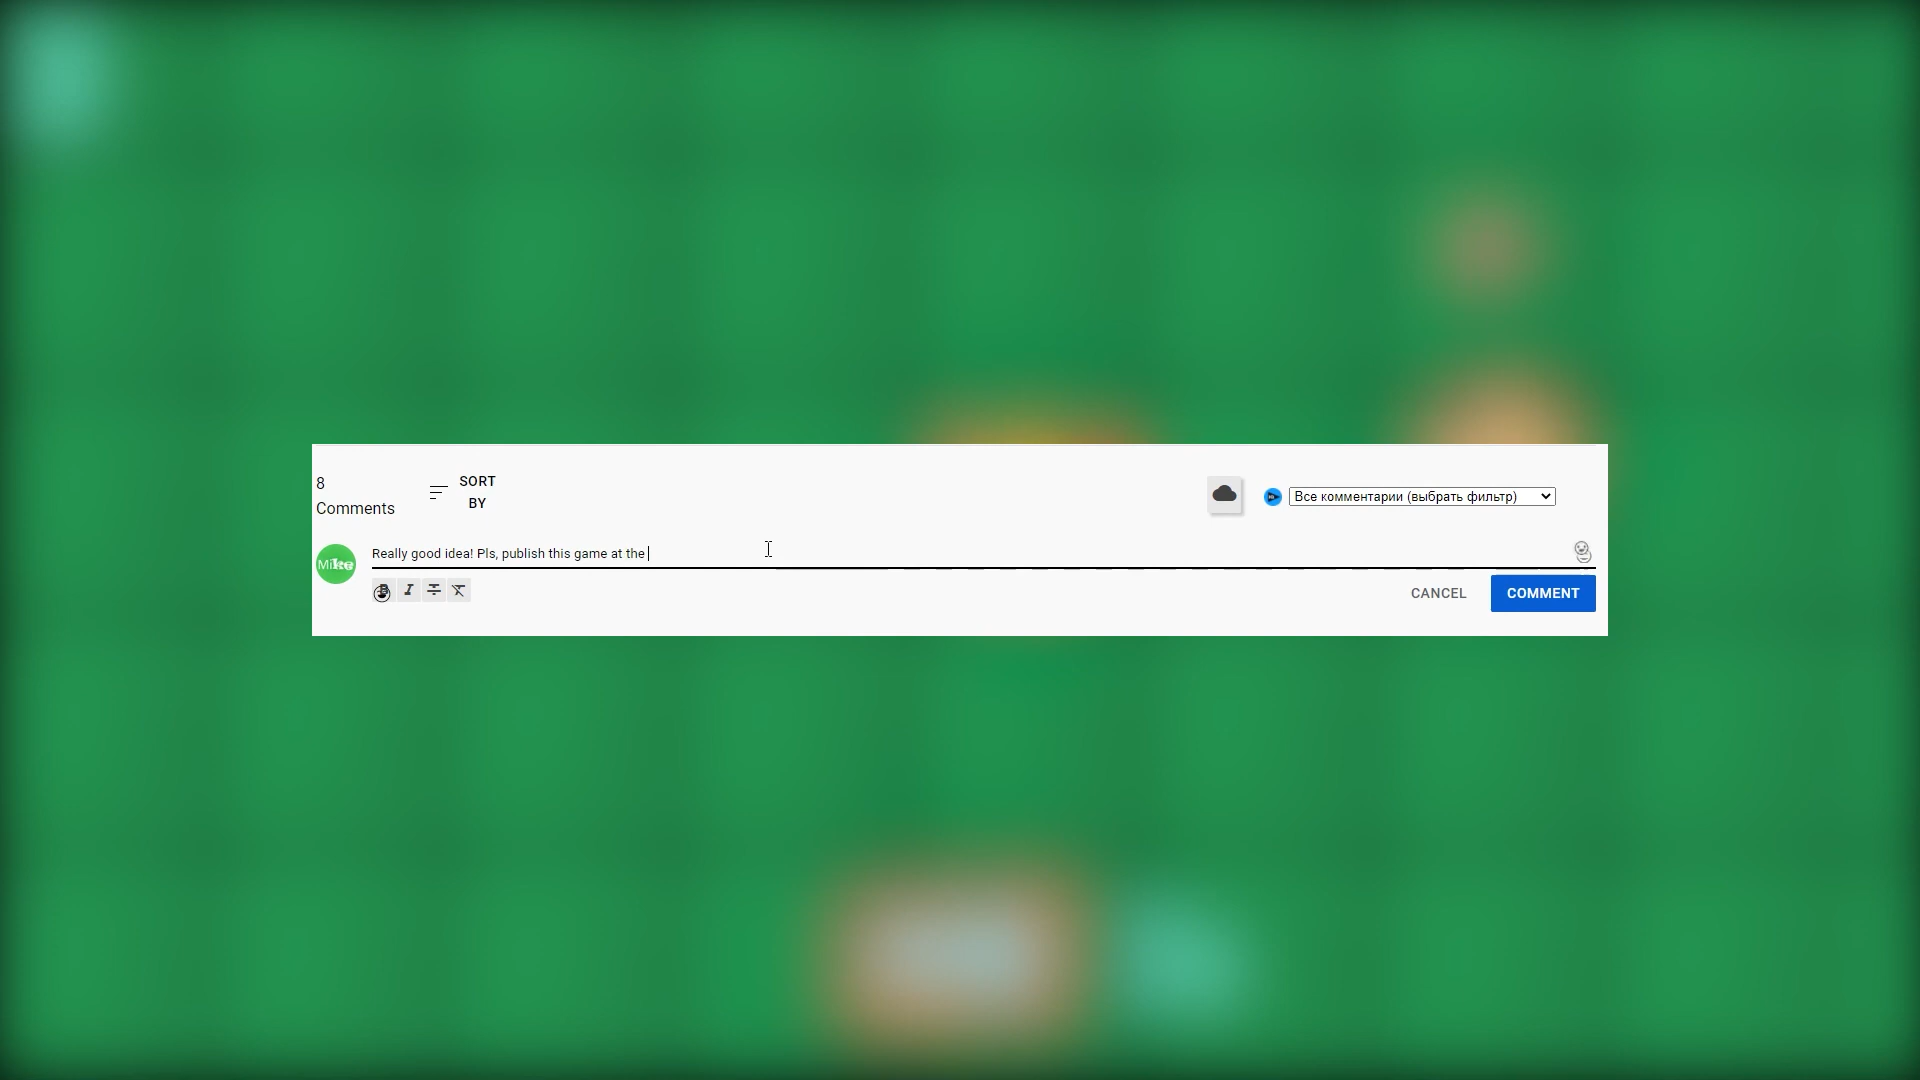 8
Comments
SORT
BY
Все комментарии (выбрать фильтр)
Really good idea! Pls, publish this game at the
CANCEL
COMMENT